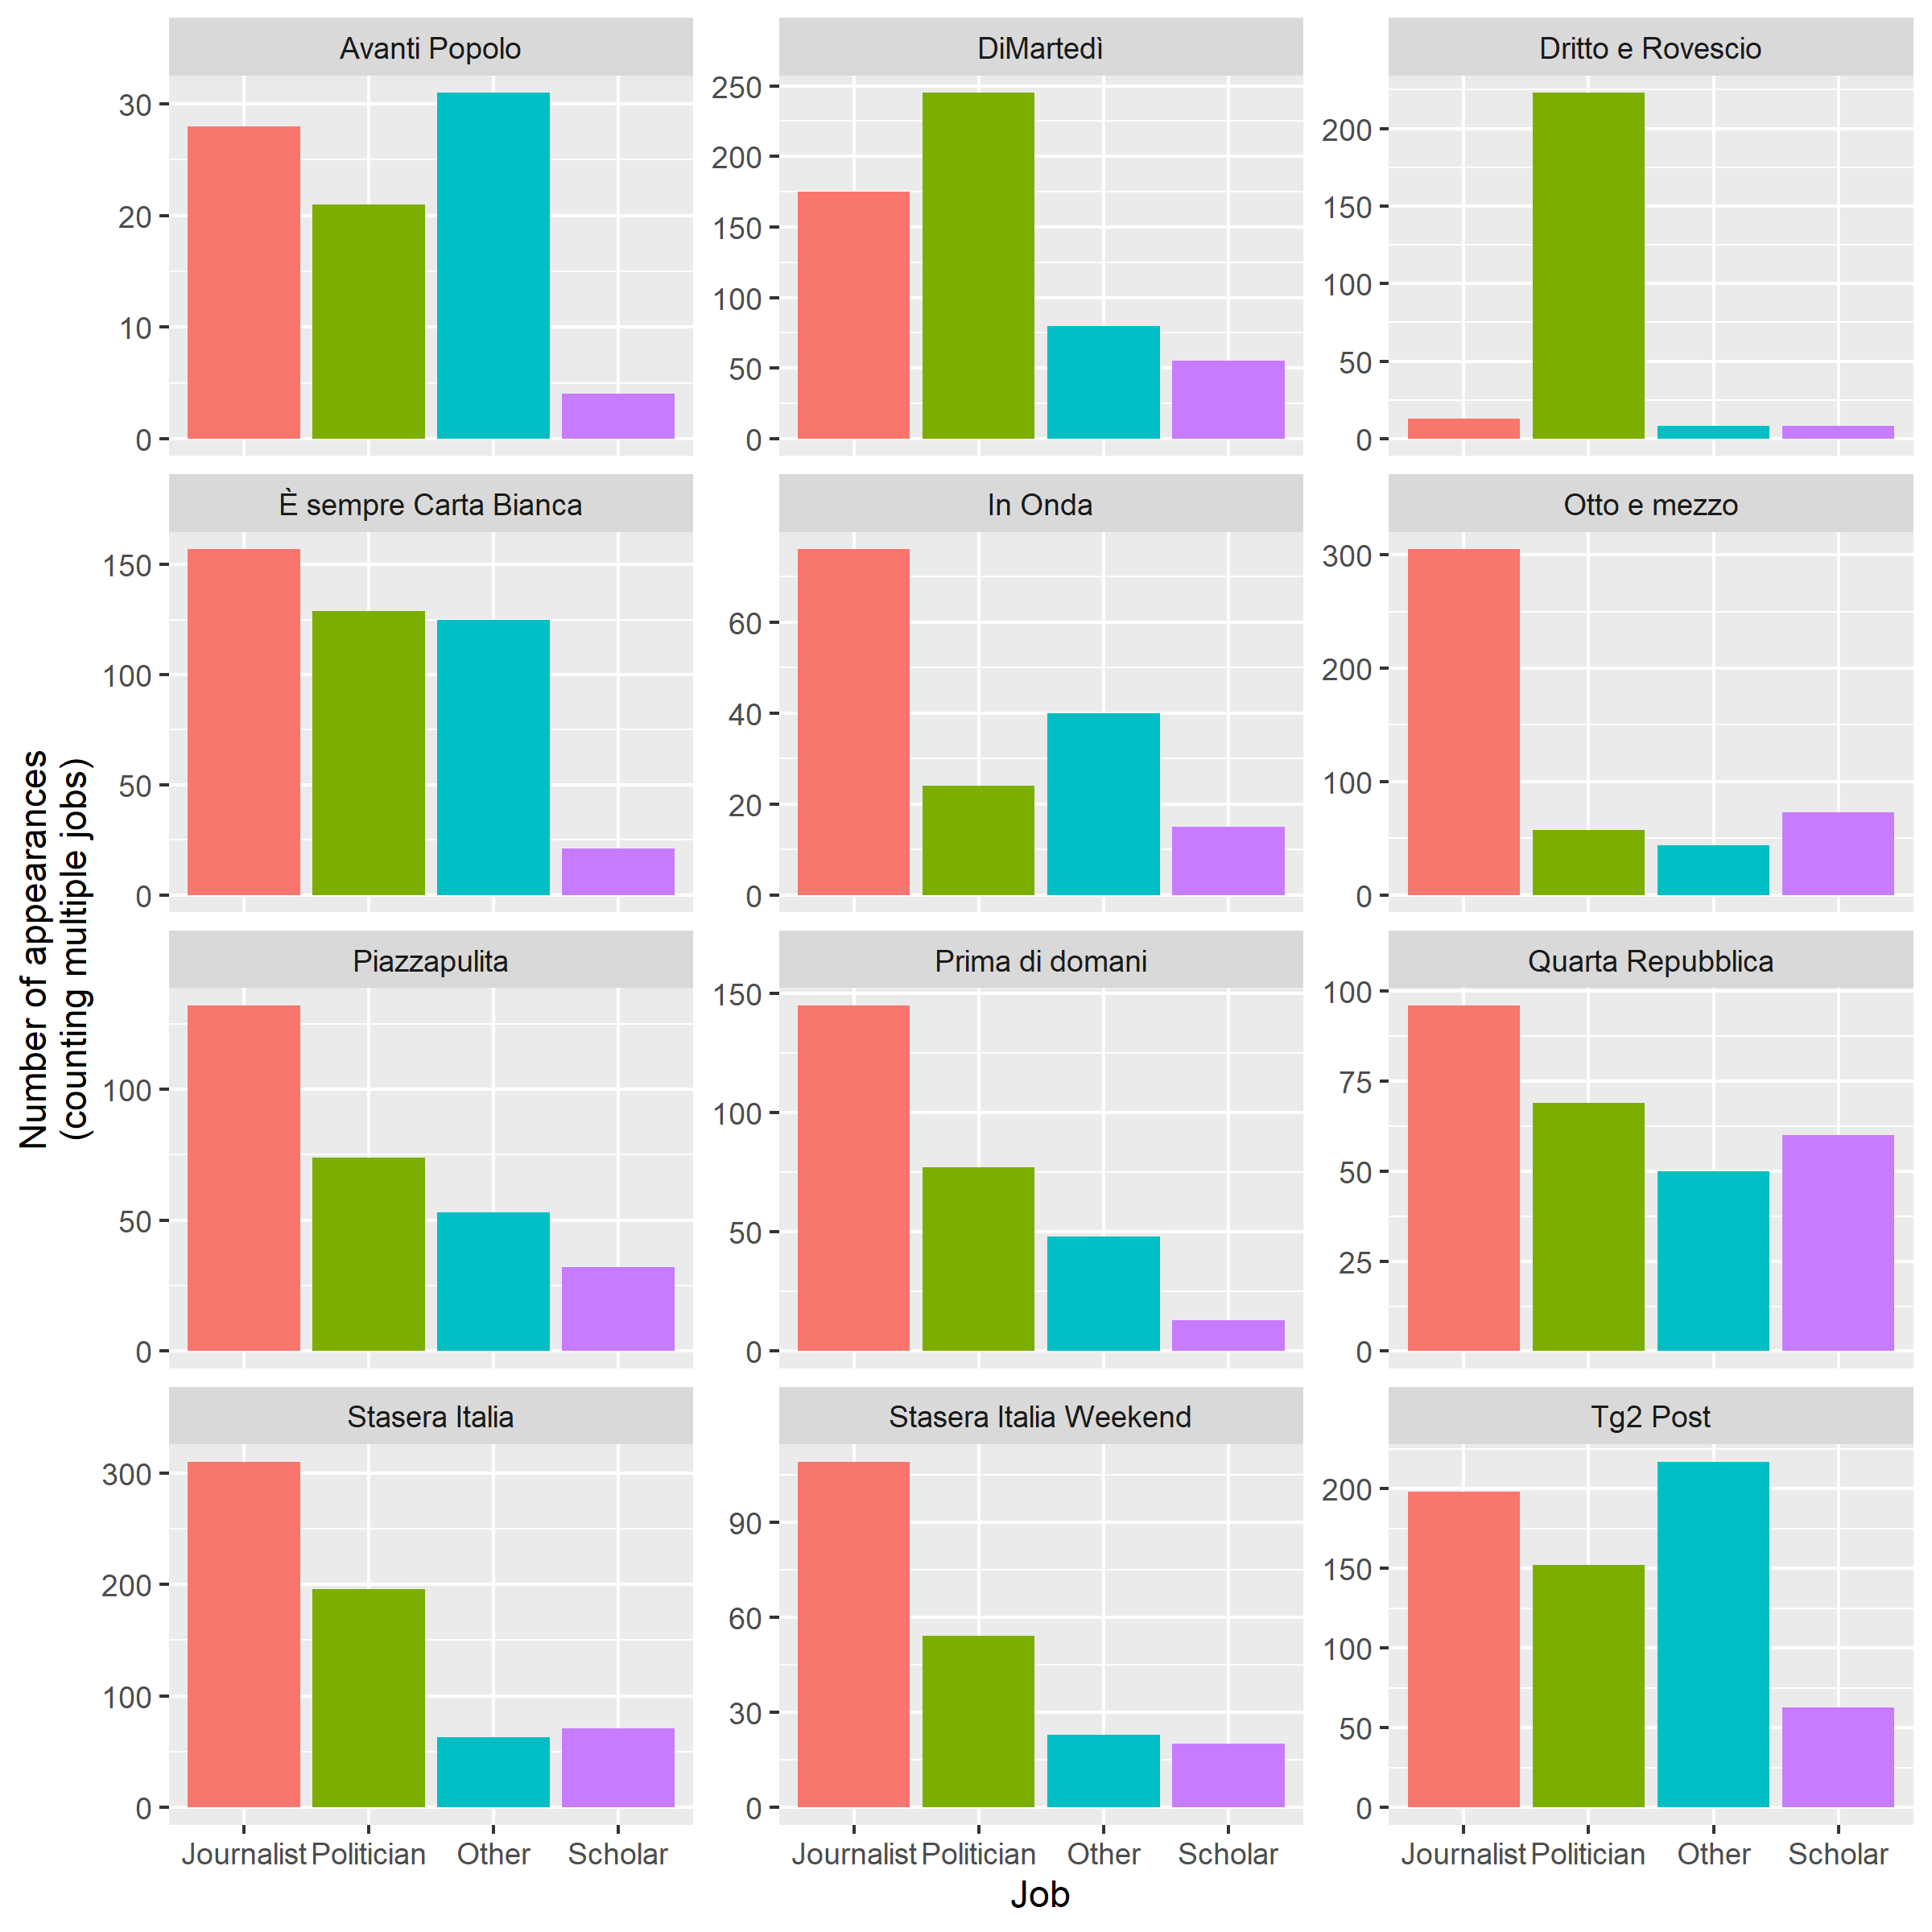 Avanti Popolo
DiMartedì
Dritto e Rovescio
30
20
10
0
250
200
150
100
50
0
200
150
100
50
0
È sempre Carta Bianca
In Onda
Otto e mezzo
150
100
50
0
60
40
20
0
300
200
100
0
Piazzapulita
Prima di domani
Quarta Repubblica
100
50
0
150
100
50
0
100
75
50
25
0
Stasera Italia
Stasera Italia Weekend
Tg2 Post
300
200
100
0
90
60
30
0
200
150
100
50
0
Journalist Politician Other Scholar
Journalist Politician Other Scholar
Journalist Politician Other Scholar
Job
Number of appearances
(counting multiple jobs)